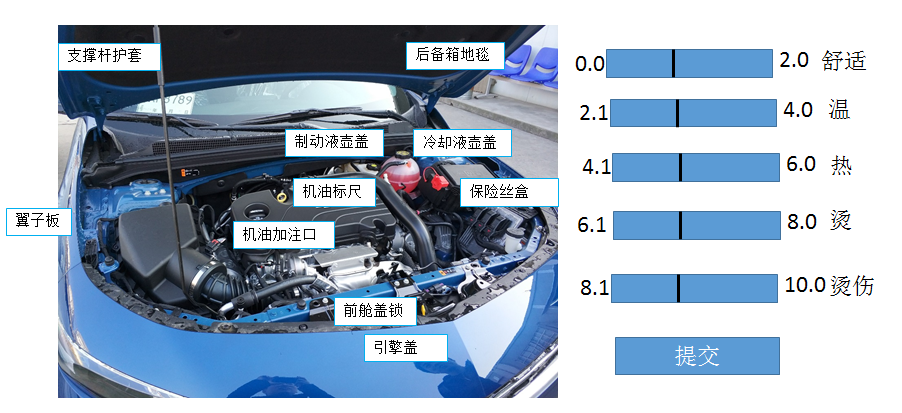 支撑杆护套
后备箱地毯
制动液壶盖
冷却液壶盖
机油标尺
保险丝盒
翼子板
机油加注口
前舱盖锁
引擎盖
0.0 2.0 舒适
2.1 4.0 温
4.1 6.0 热
6.1 8.0 烫
8.1 10.0 烫伤
提交